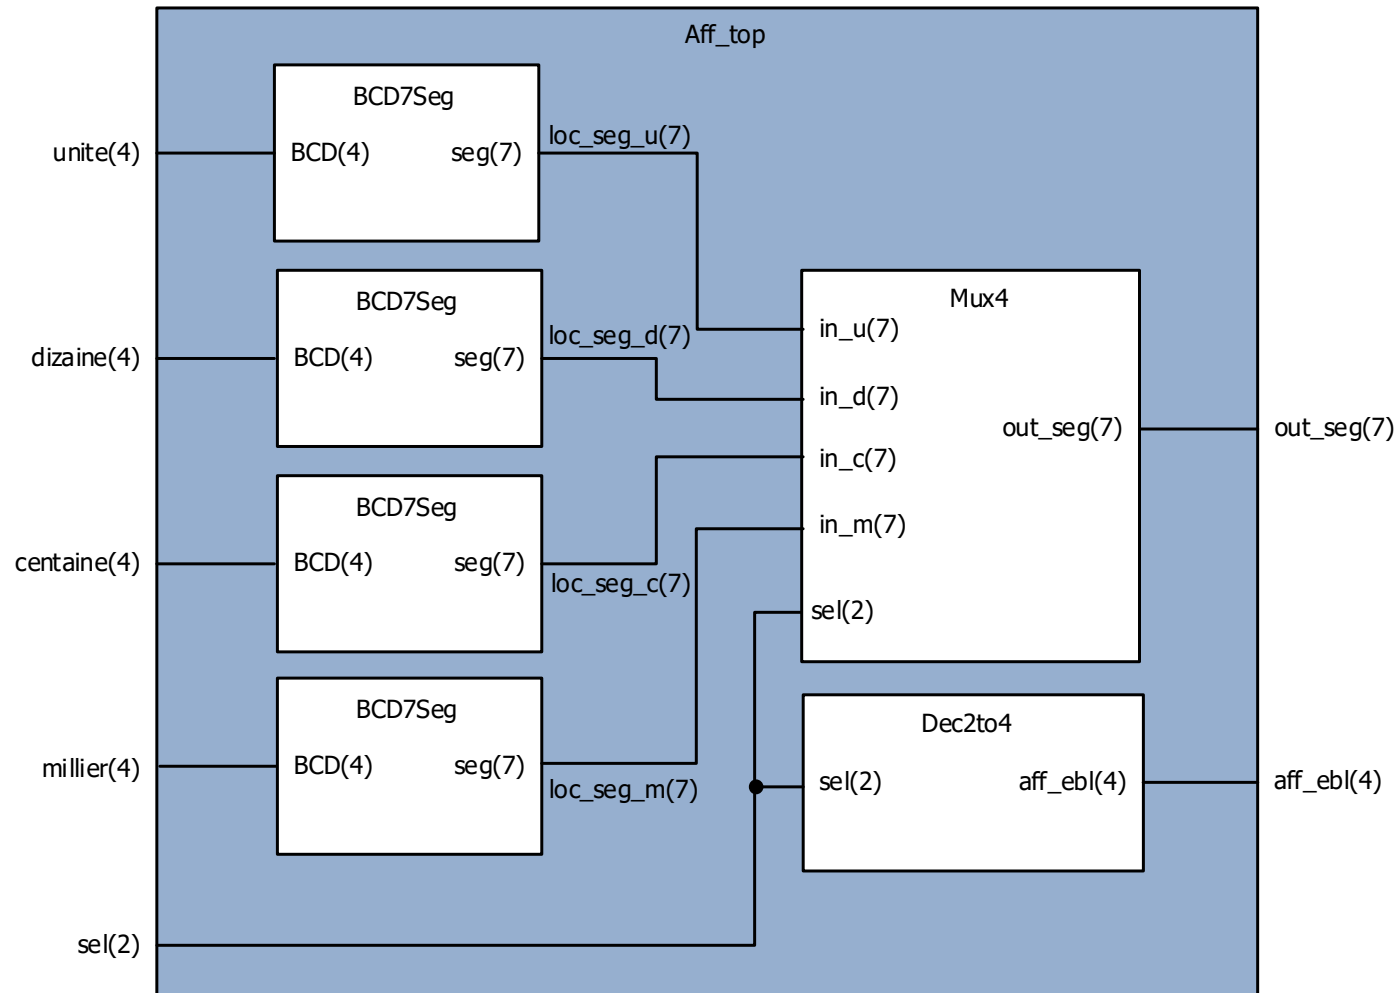 Aff_top
BCD7Seg
unite(4)
BCD(4)
seg(7)
loc_seg_u(7)
BCD7Seg
dizaine(4)
BCD(4)
seg(7)
loc_seg_d(7)
BCD7Seg
centaine(4)
BCD(4)
seg(7)
loc_seg_c(7)
BCD7Seg
millier(4)
BCD(4)
seg(7)
loc_seg_m(7)
sel(2)
Mux4
in_u(7)
in_d(7)
in_c(7)
in_m(7)
sel(2)
out_seg(7)
out_seg(7)
Dec2to4
sel(2)
aff_ebl(4)
aff_ebl(4)